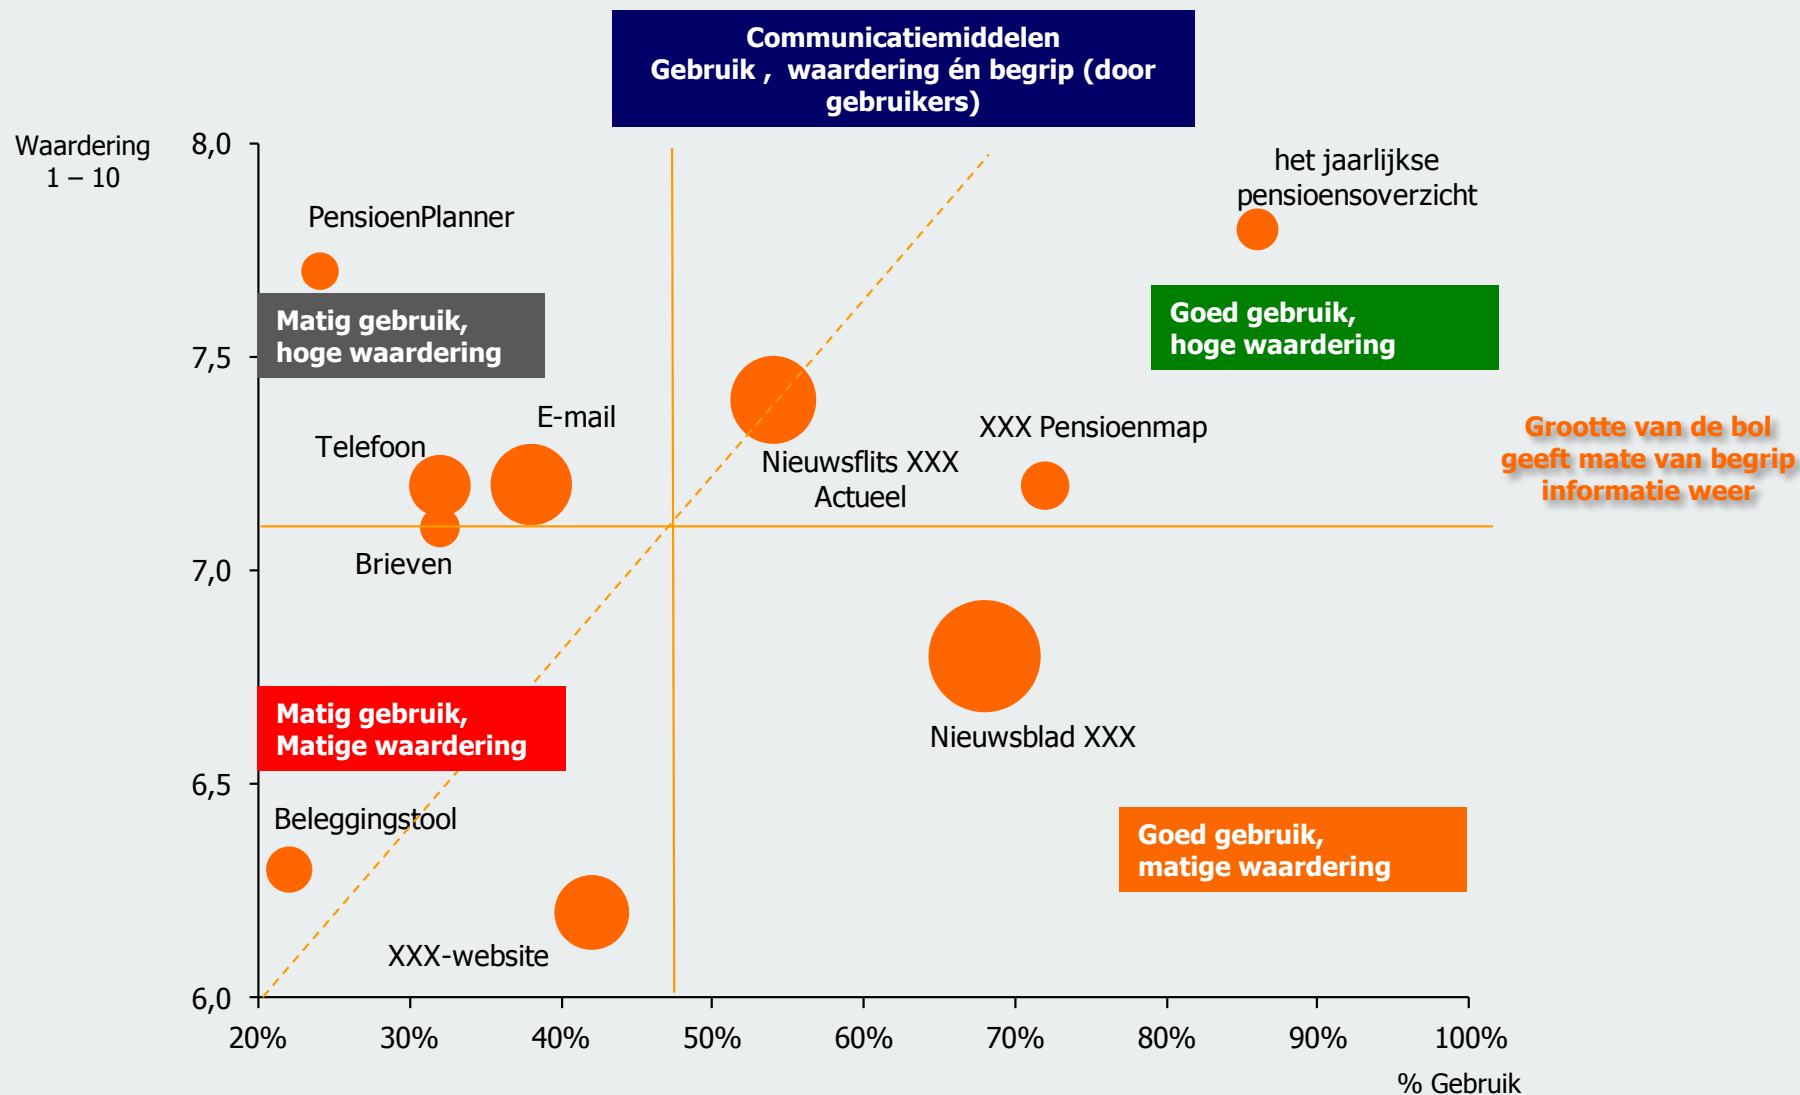 Communicatiemiddelen
Gebruik , waardering én begrip (door
gebruikers)
Waardering
1 – 10
8,0
7,5
7,0
6,5
6,0
het jaarlijkse
pensioensoverzicht
PensioenPlanner
Matig gebruik,
hoge waardering
Goed gebruik,
hoge waardering
E-mail
Telefoon
Brieven
Nieuwsflits XXX
Actueel
XXX Pensioenmap
Grootte van de bol
geeft mate van begrip
informatie weer
Matig gebruik,
Matige waardering
Nieuwsblad XXX
Beleggingstool
Goed gebruik,
matige waardering
XXX-website
20%
30%
40%
50%
60%
70%
80%
90%
100%
% Gebruik